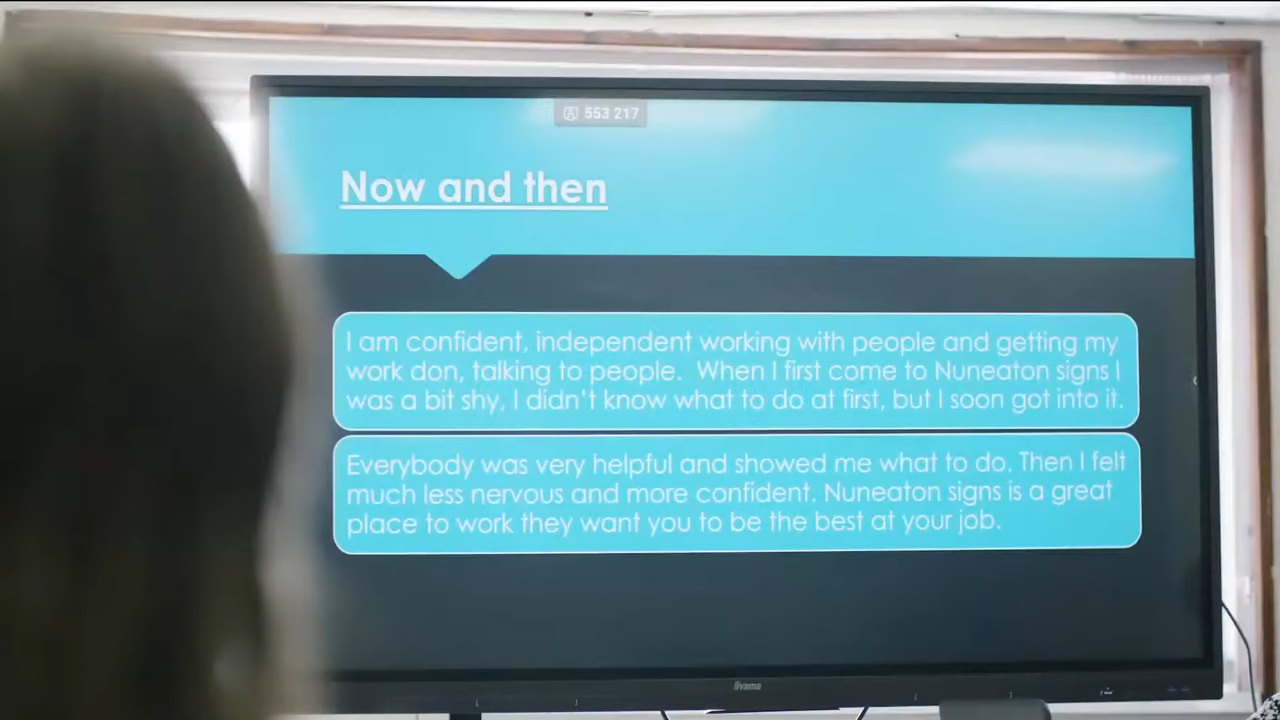 553 217
Now and then
I am confident, independent working with people and getting my
work don, talking to people.  When I first come to Nuneaton signs I
was a bit shy, I didn't know what to do at first, but I soon got into it.
Everybody was very helpful and showed me what to do. Then I felt
much less nervous and more confident. Nuneaton signs is a great
place to work they want you to be the best at your job.
iiyama